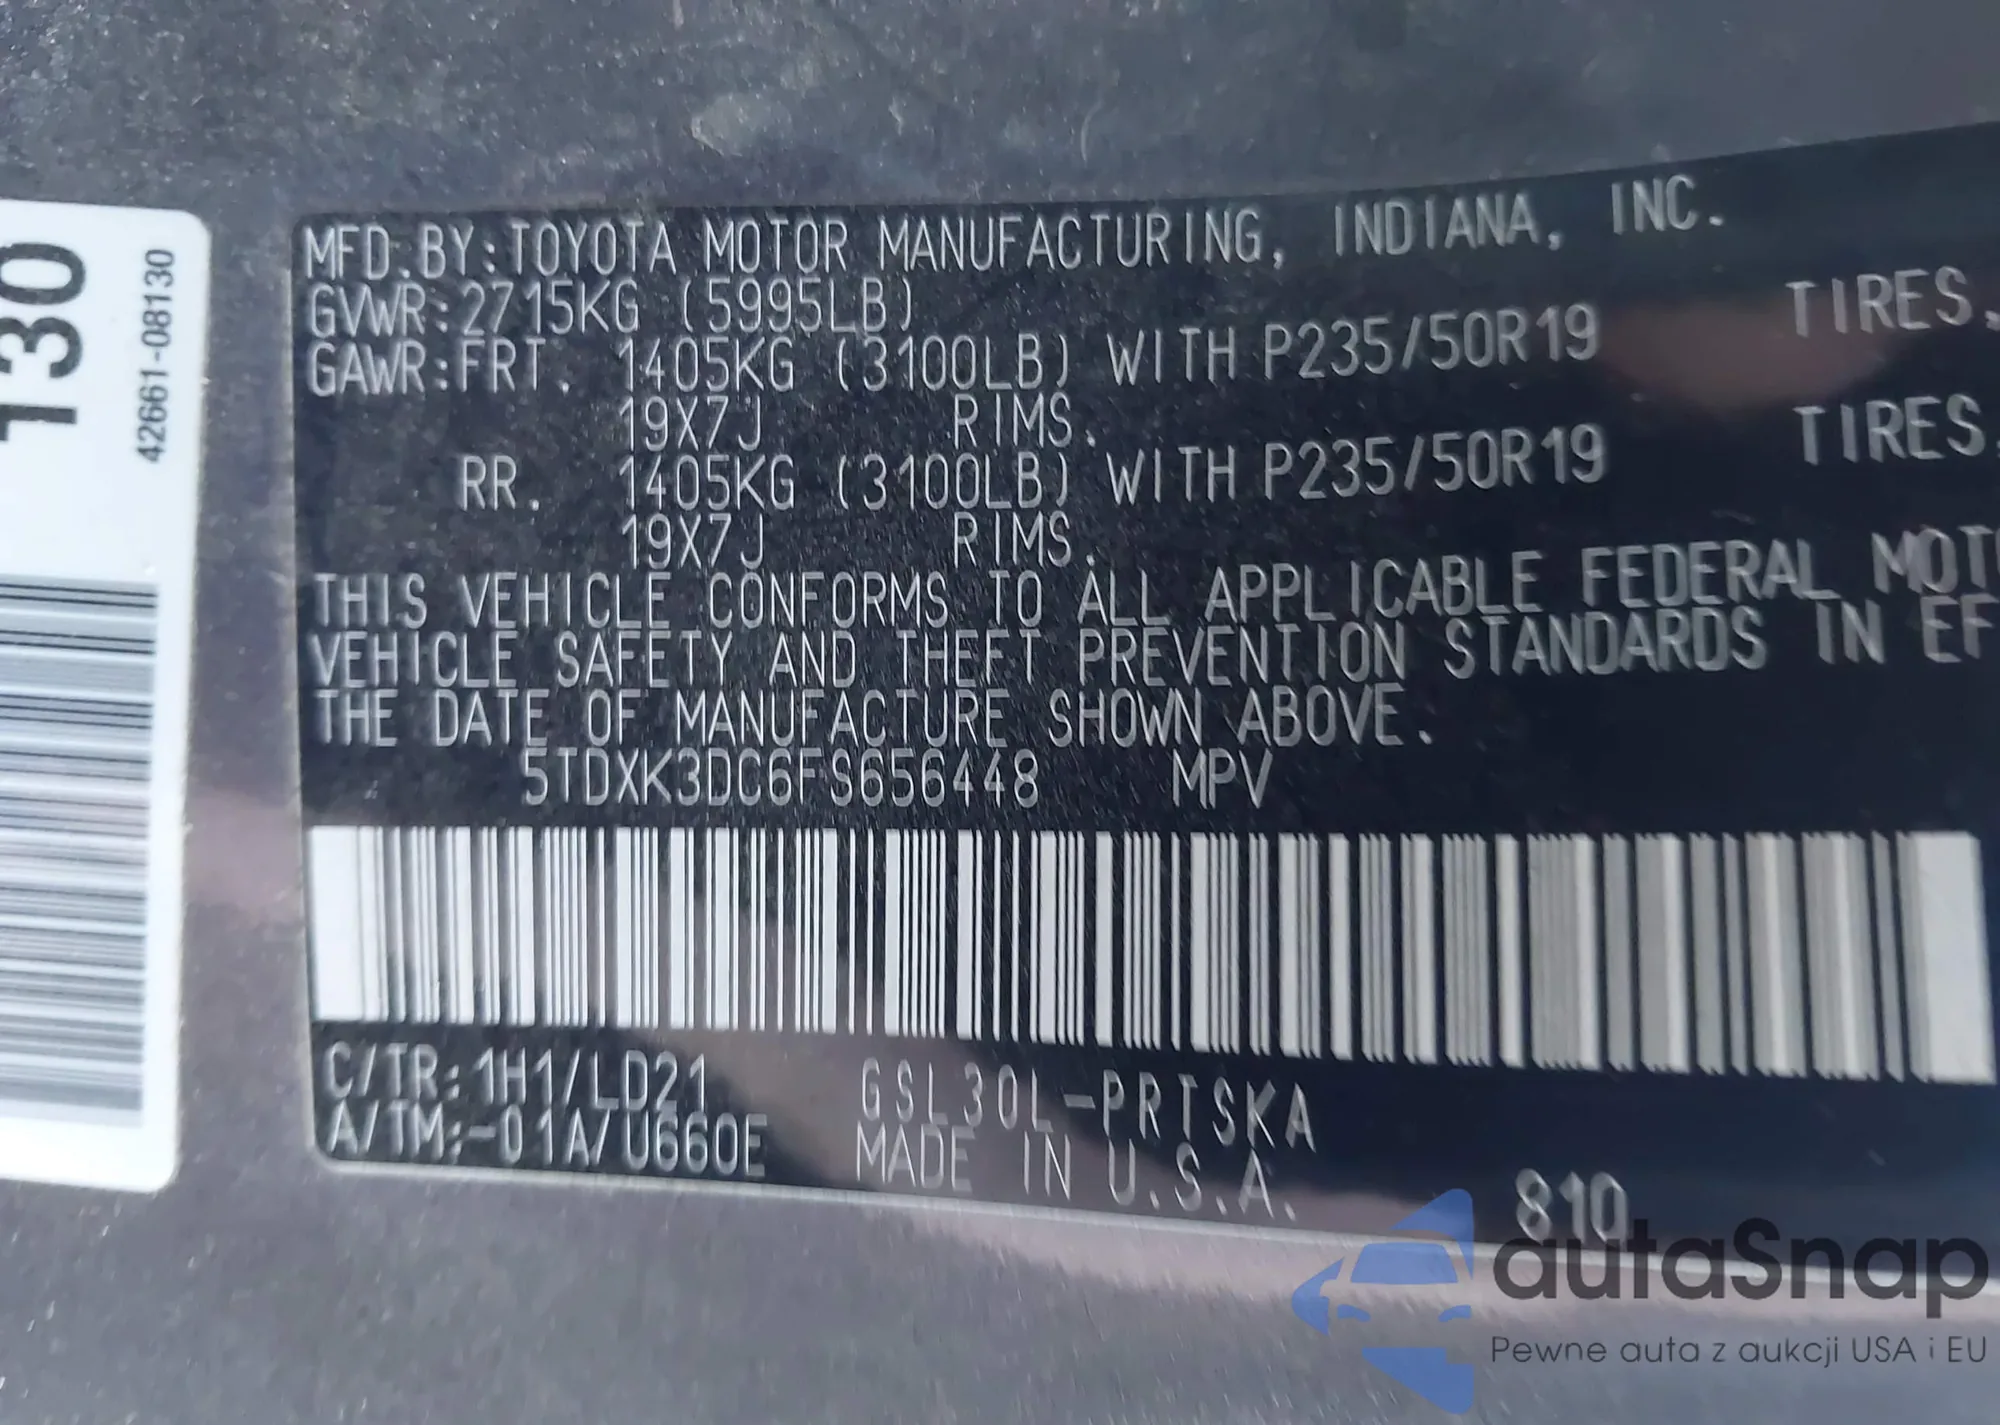 130
42661-08130
MFD. BY: TOYOTA MOTOR MANUFACTURING, INDIANA, INC.
GVWR: 2715KG (5995LB)
GAWR: FRT. 1405KG (3100LB) WITH P235/50R19 TIRES,
19X7J RIMS.
RR. 1405KG (3100LB) WITH P235/50R19 TIRES,
19X7J RIMS.
THIS VEHICLE CONFORMS TO ALL APPLICABLE FEDERAL MOT
VEHICLE SAFETY AND THEFT PREVENTION STANDARDS IN EF
THE DATE OF MANUFACTURE SHOWN ABOVE.
5TDXK3DC6FS656448 MPV
C/TR: 1H1/LD21 GSL30L-PRTSKA
A/TM: -01A/U660E MADE IN U.S.A. 810
autaSnap
Pewne auta z aukcji USA i EU